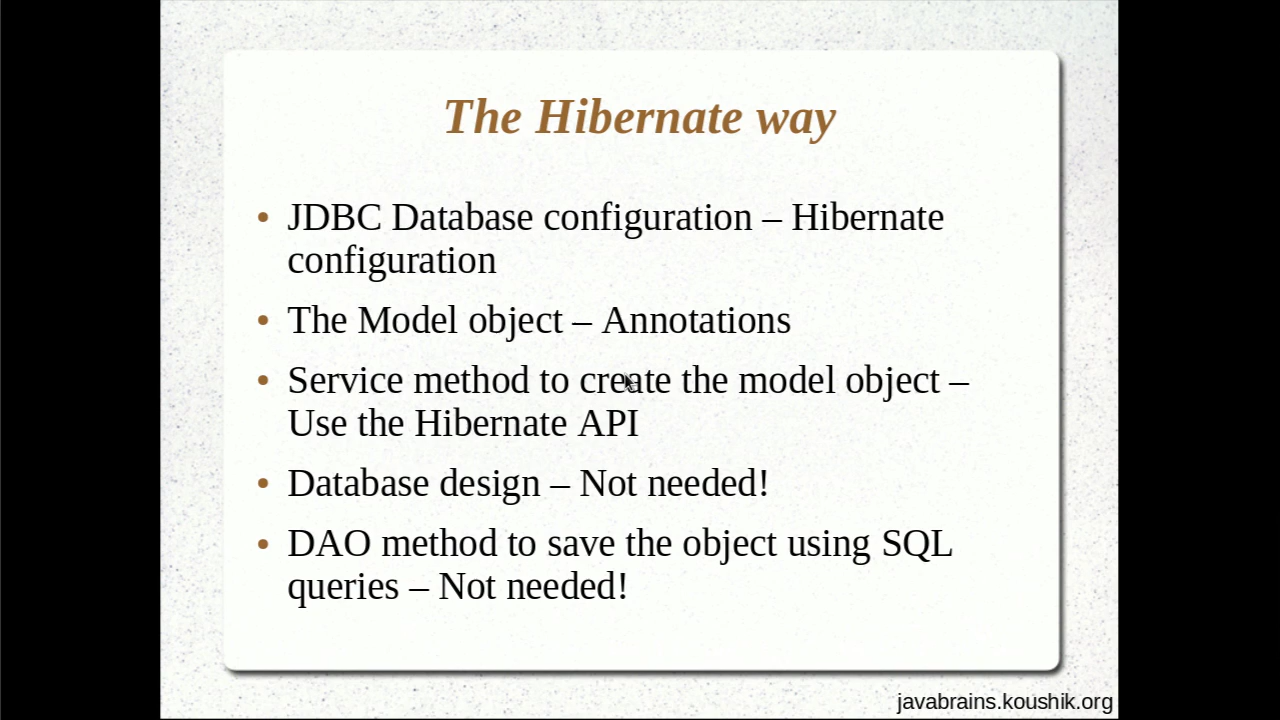 The Hibernate way
• JDBC Database configuration – Hibernate
configuration
• The Model object – Annotations
• Service method to create the model object –
Use the Hibernate API
• Database design – Not needed!
• DAO method to save the object using SQL
queries – Not needed!
javabrains.koushik.org